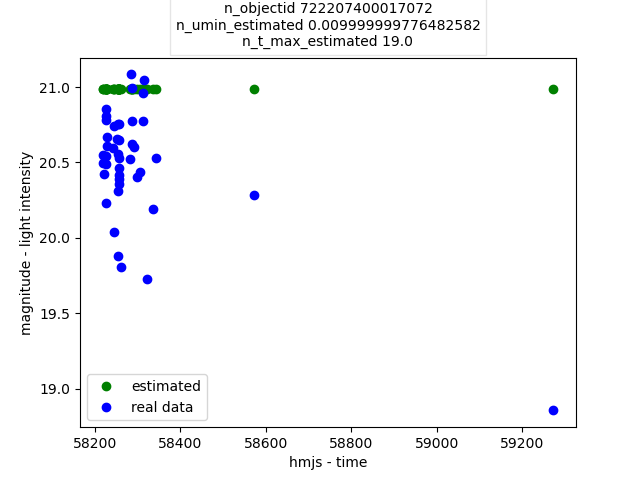 n_objectid 722207400017072
n_umin_estimated 0.009999999776482582
n_t_max_estimated 19.0
21.0
20.5
20.0
19.5
19.0
magnitude - light intensity
estimated
real data
58200 58400 58600 58800 59000 59200
hmjs - time